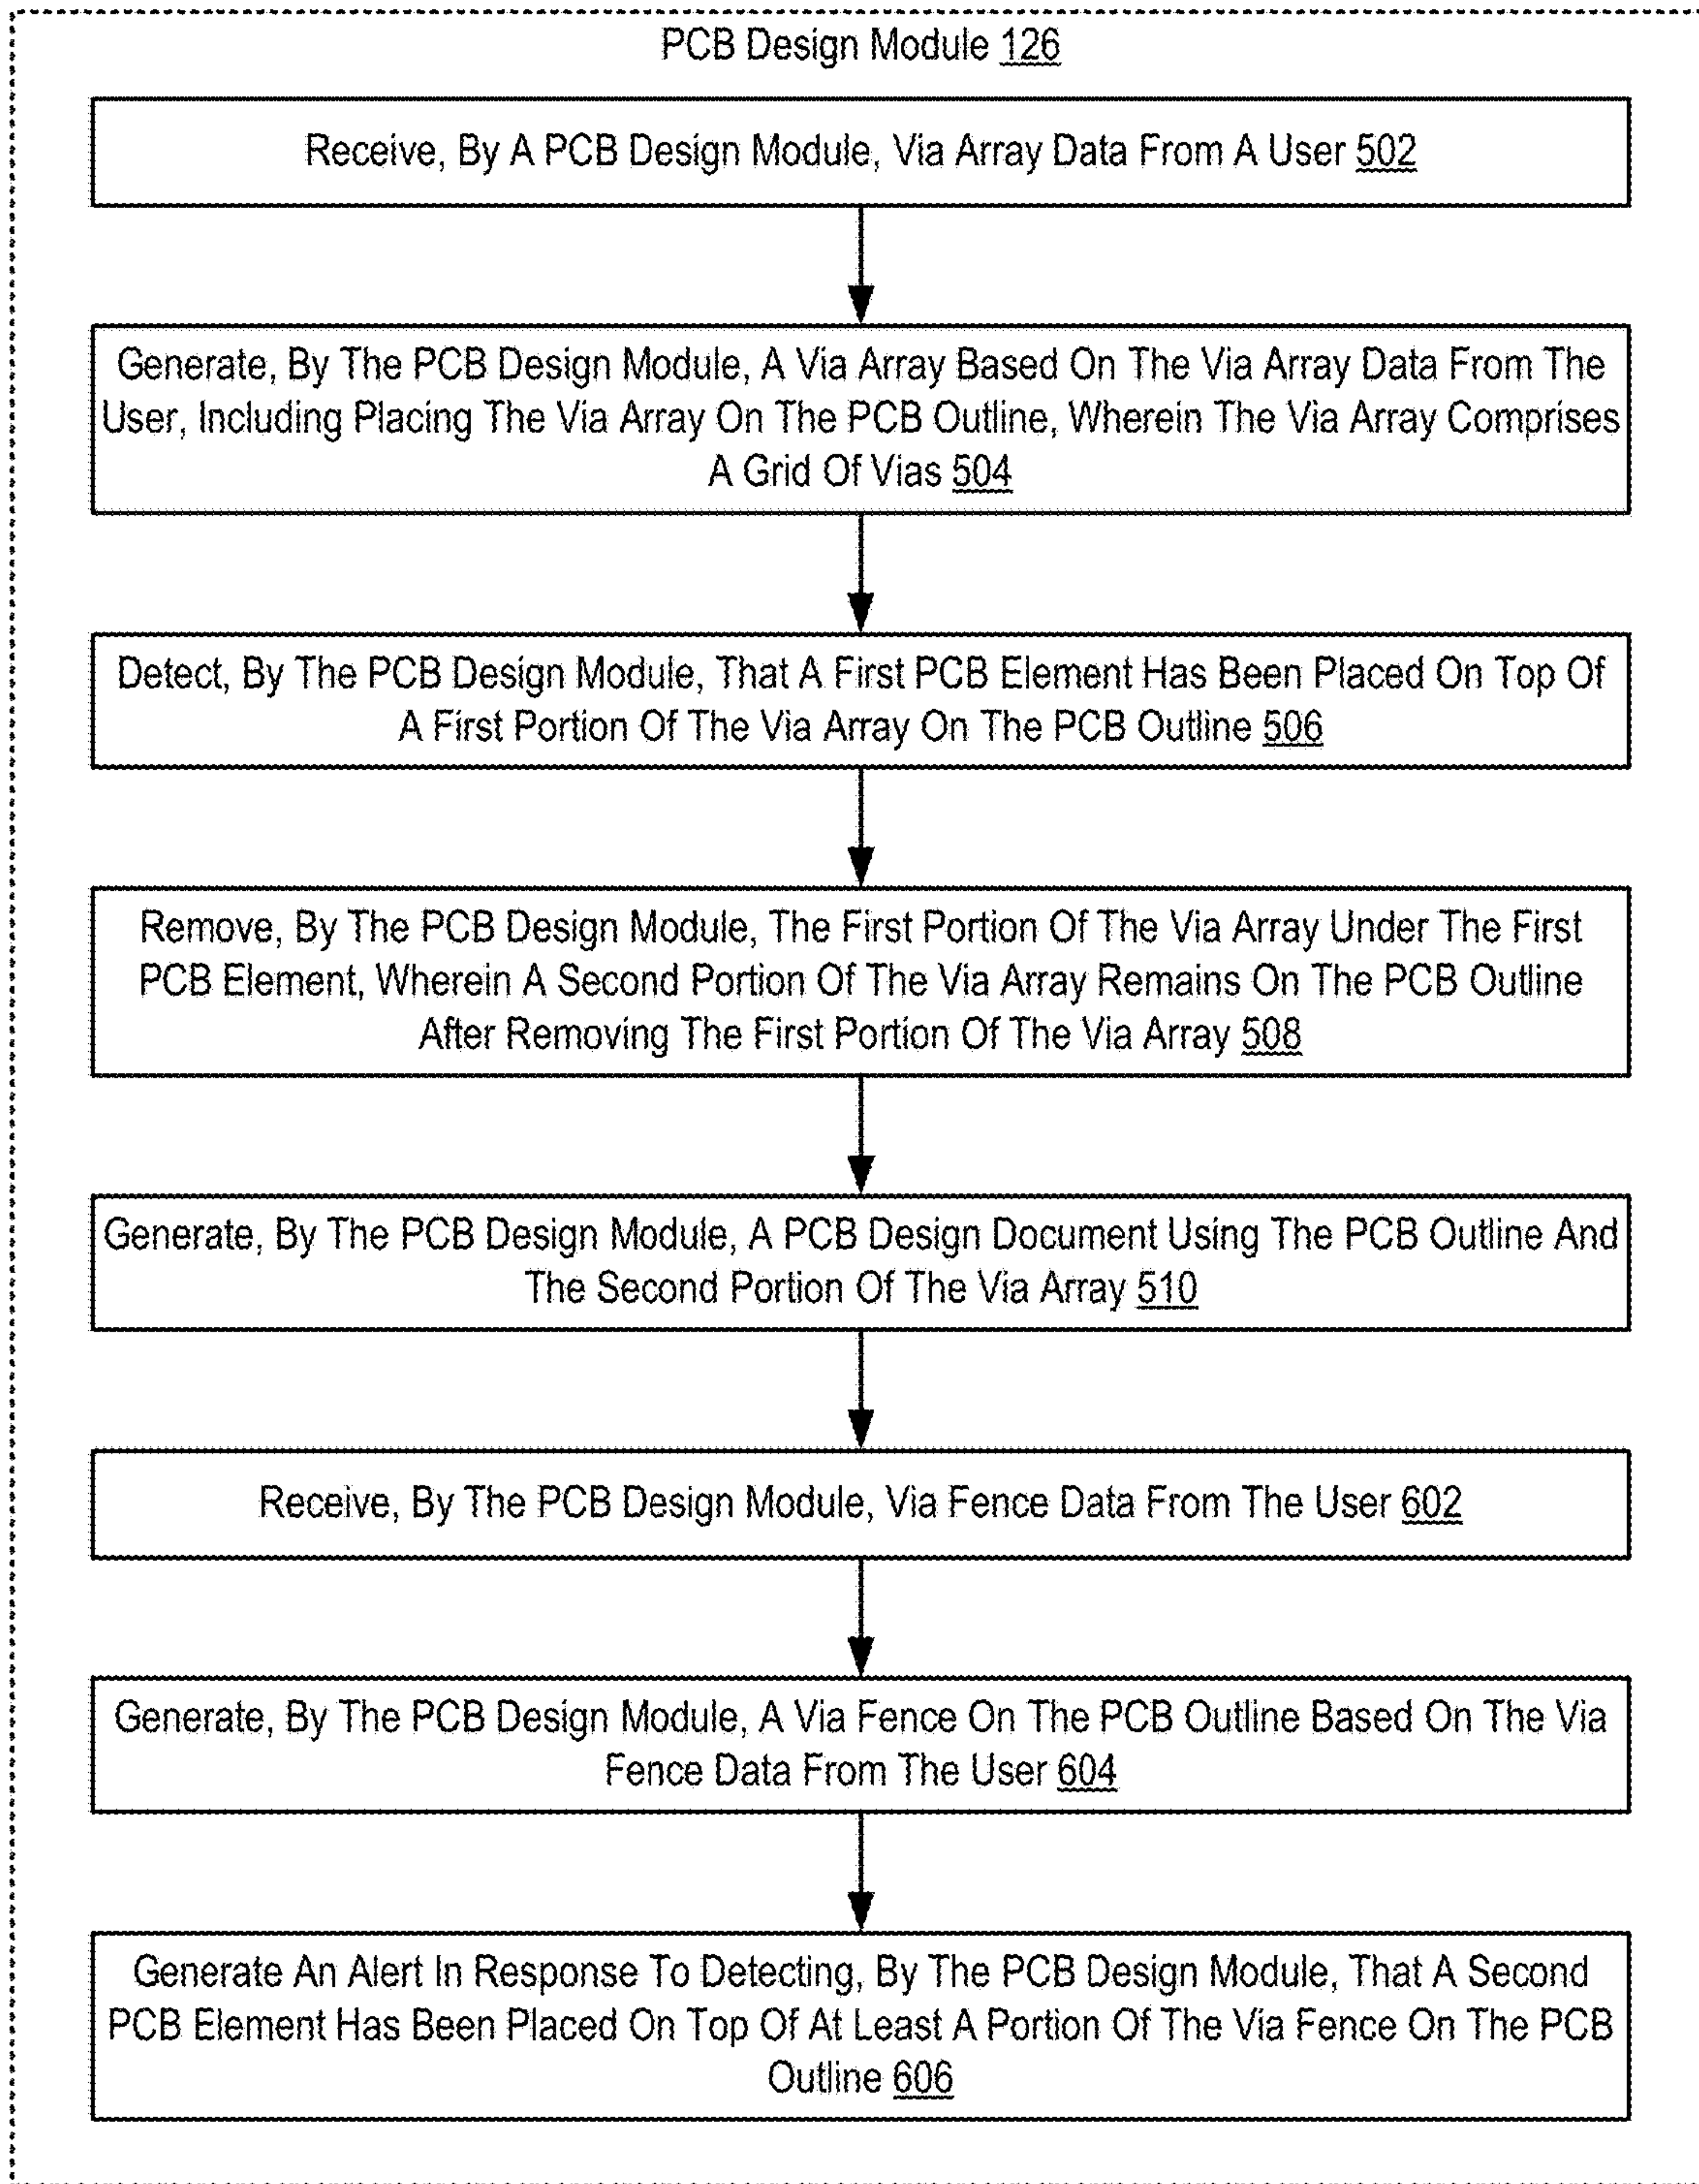 PCB Design Module 126
Receive, By A PCB Design Module, Via Array Data From A User 502
Generate, By The PCB Design Module, A Via Array Based On The Via Array Data From The
User, Including Placing The Via Array On The PCB Outline, Wherein The Via Array Comprises
A Grid Of Vias 504
Detect, By The PCB Design Module, That A First PCB Element Has Been Placed On Top Of
A First Portion Of The Via Array On The PCB Outline 506
Remove, By The PCB Design Module, The First Portion Of The Via Array Under The First
PCB Element, Wherein A Second Portion Of The Via Array Remains On The PCB Outline
After Removing The First Portion Of The Via Array 508
Generate, By The PCB Design Module, A PCB Design Document Using The PCB Outline And
The Second Portion Of The Via Array 510
Receive, By The PCB Design Module, Via Fence Data From The User 602
Generate, By The PCB Design Module, A Via Fence On The PCB Outline Based On The Via
Fence Data From The User 604
Generate An Alert In Response To Detecting, By The PCB Design Module, That A Second
PCB Element Has Been Placed On Top Of At Least A Portion Of The Via Fence On The PCB
Outline 606